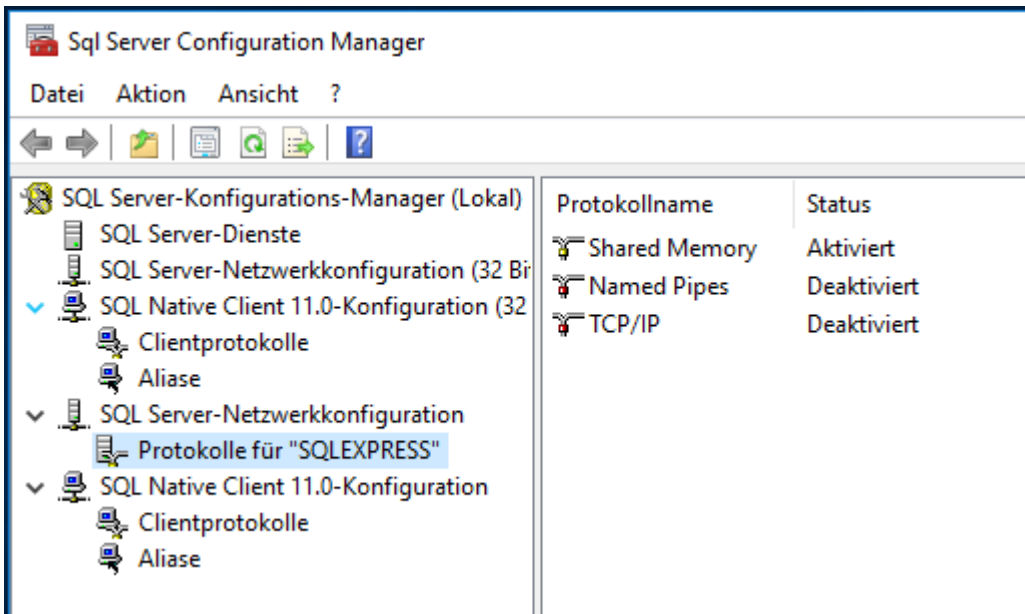 Sql Server Configuration Manager
Datei Aktion Ansicht ?
SQL Server-Konfigurations-Manager (Lokal)
SQL Server-Dienste
SQL Server-Netzwerkkonfiguration (32 Bi
SQL Native Client 11.0-Konfiguration (32
Clientprotokolle
Aliase
SQL Server-Netzwerkkonfiguration
Protokolle für "SQLEXPRESS"
SQL Native Client 11.0-Konfiguration
Clientprotokolle
Aliase
Protokollname Status
Shared Memory Aktiviert
Named Pipes Deaktiviert
TCP/IP Deaktiviert